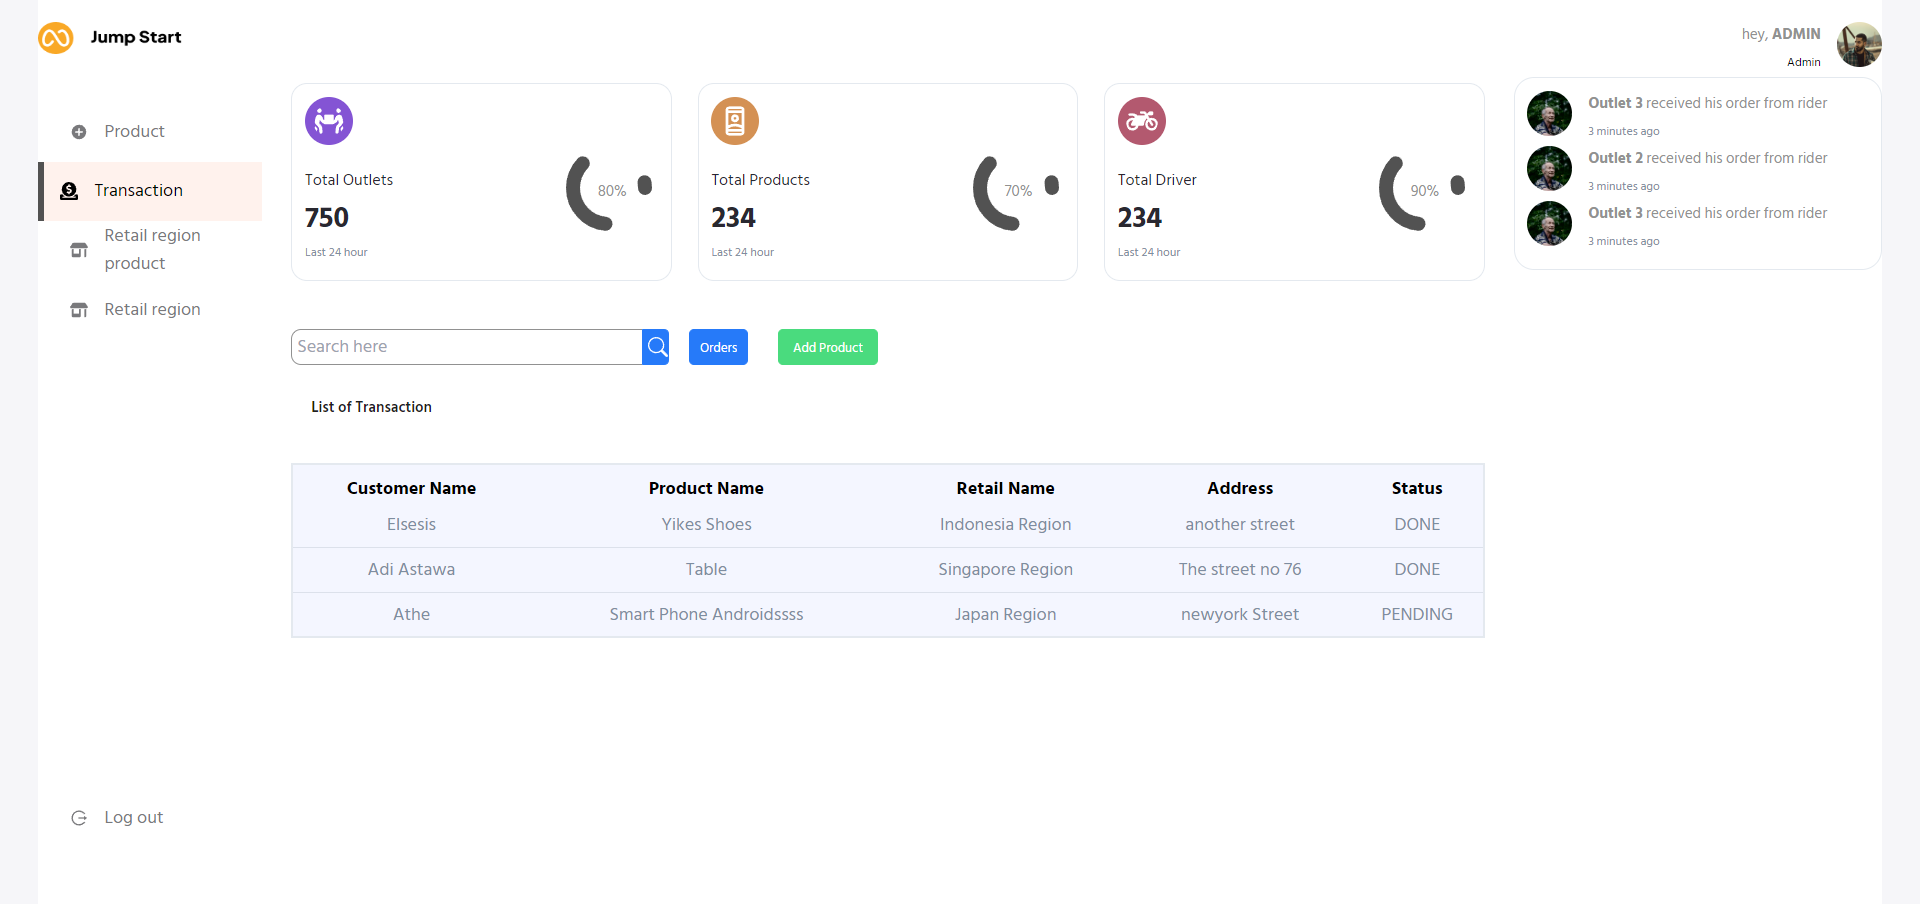 Jump Start
hey, ADMIN
Admin
Product
Transaction
Retail region
product
Retail region
Log out
Total Outlets
750
Last 24 hour
80%
Total Products
234
Last 24 hour
70%
Total Driver
234
Last 24 hour
90%
Outlet 3 received his order from rider
3 minutes ago
Outlet 2 received his order from rider
3 minutes ago
Outlet 3 received his order from rider
3 minutes ago
Search here
Orders
Add Product
List of Transaction
Customer Name Product Name Retail Name Address Status
Elsesis Yikes Shoes Indonesia Region another street DONE
Adi Astawa Table Singapore Region The street no 76 DONE
Athe Smart Phone Androidssss Japan Region newyork Street PENDING